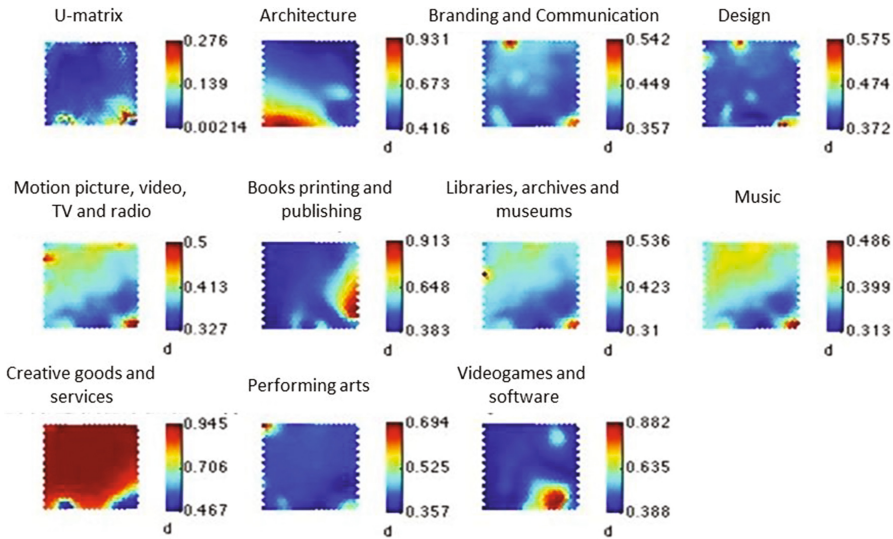 U-matrix
Architecture
Branding and Communication
Design
0.276
0.139
0.00214
0.931
0.673
0.416
d
0.542
0.449
0.357
d
0.575
0.474
0.372
d
Motion picture, video,
TV and radio
Books printing and
publishing
Libraries, archives and
museums
Music
0.5
0.413
0.327
d
0.913
0.648
0.383
d
0.536
0.423
0.31
d
0.486
0.399
0.313
d
Creative goods and
services
Performing arts
Videogames and
software
0.945
0.706
0.467
d
0.694
0.525
0.357
d
0.882
0.635
0.388
d